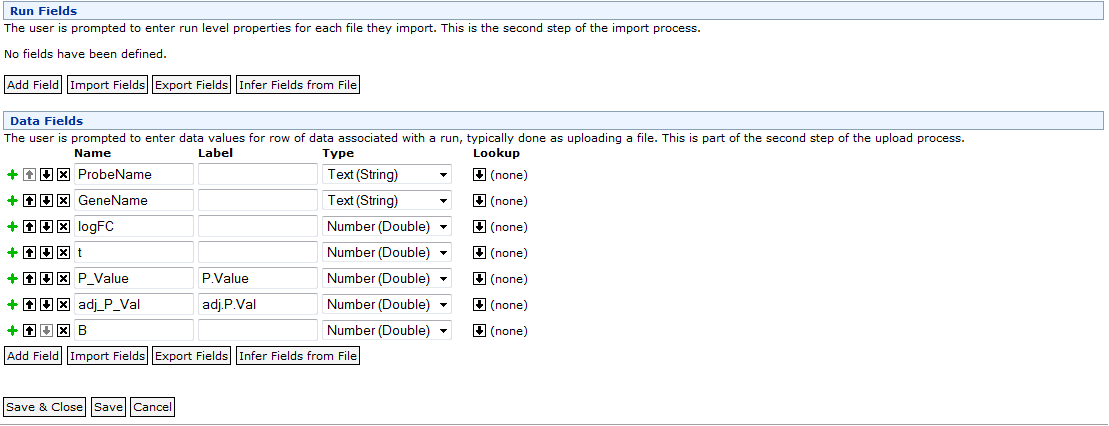 Run Fields
The user is prompted to enter run level properties for each file they import. This is the second step of the import process.
No fields have been defined.
Add Field Import Fields Export Fields Infer Fields from File
Data Fields
The user is prompted to enter data values for row of data associated with a run, typically done as uploading a file. This is part of the second step of the upload process.
Name Label Type Lookup
ProbeName Text (String) (none)
GeneName Text (String) (none)
logFC Number (Double) (none)
t Number (Double) (none)
P_Value P.Value Number (Double) (none)
adj_P_Val adj.P.Val Number (Double) (none)
B Number (Double) (none)
Add Field Import Fields Export Fields Infer Fields from File
Save & Close Save Cancel